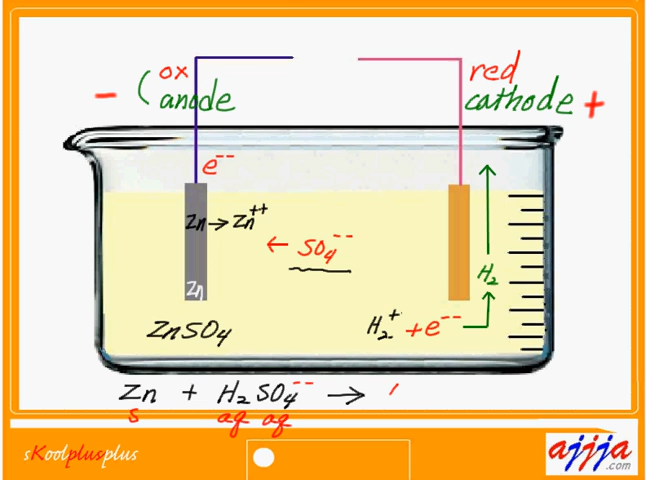 ox red
- ( anode cathode +
e--
Zn → Zn++
← SO4--
H2
Zn
ZnSO4 H2+ + e--
Zn + H2SO4-- →
s aq aq
sKoolplusplus
ajjja
.com